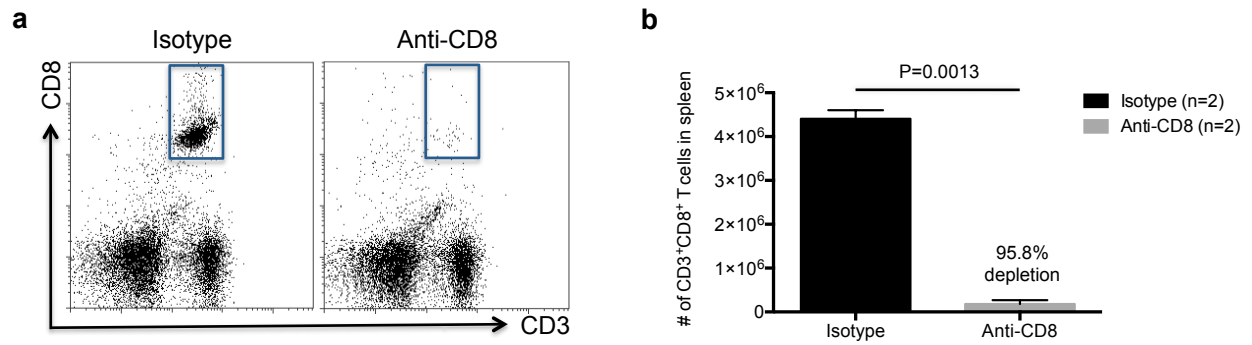 a
Isotype
Anti-CD8
CD8
CD3
b
P=0.0013
# of CD3⁺CD8⁺ T cells in spleen
5×10⁶
4×10⁶
3×10⁶
2×10⁶
1×10⁶
0
95.8%
depletion
Isotype
Anti-CD8
Isotype (n=2)
Anti-CD8 (n=2)